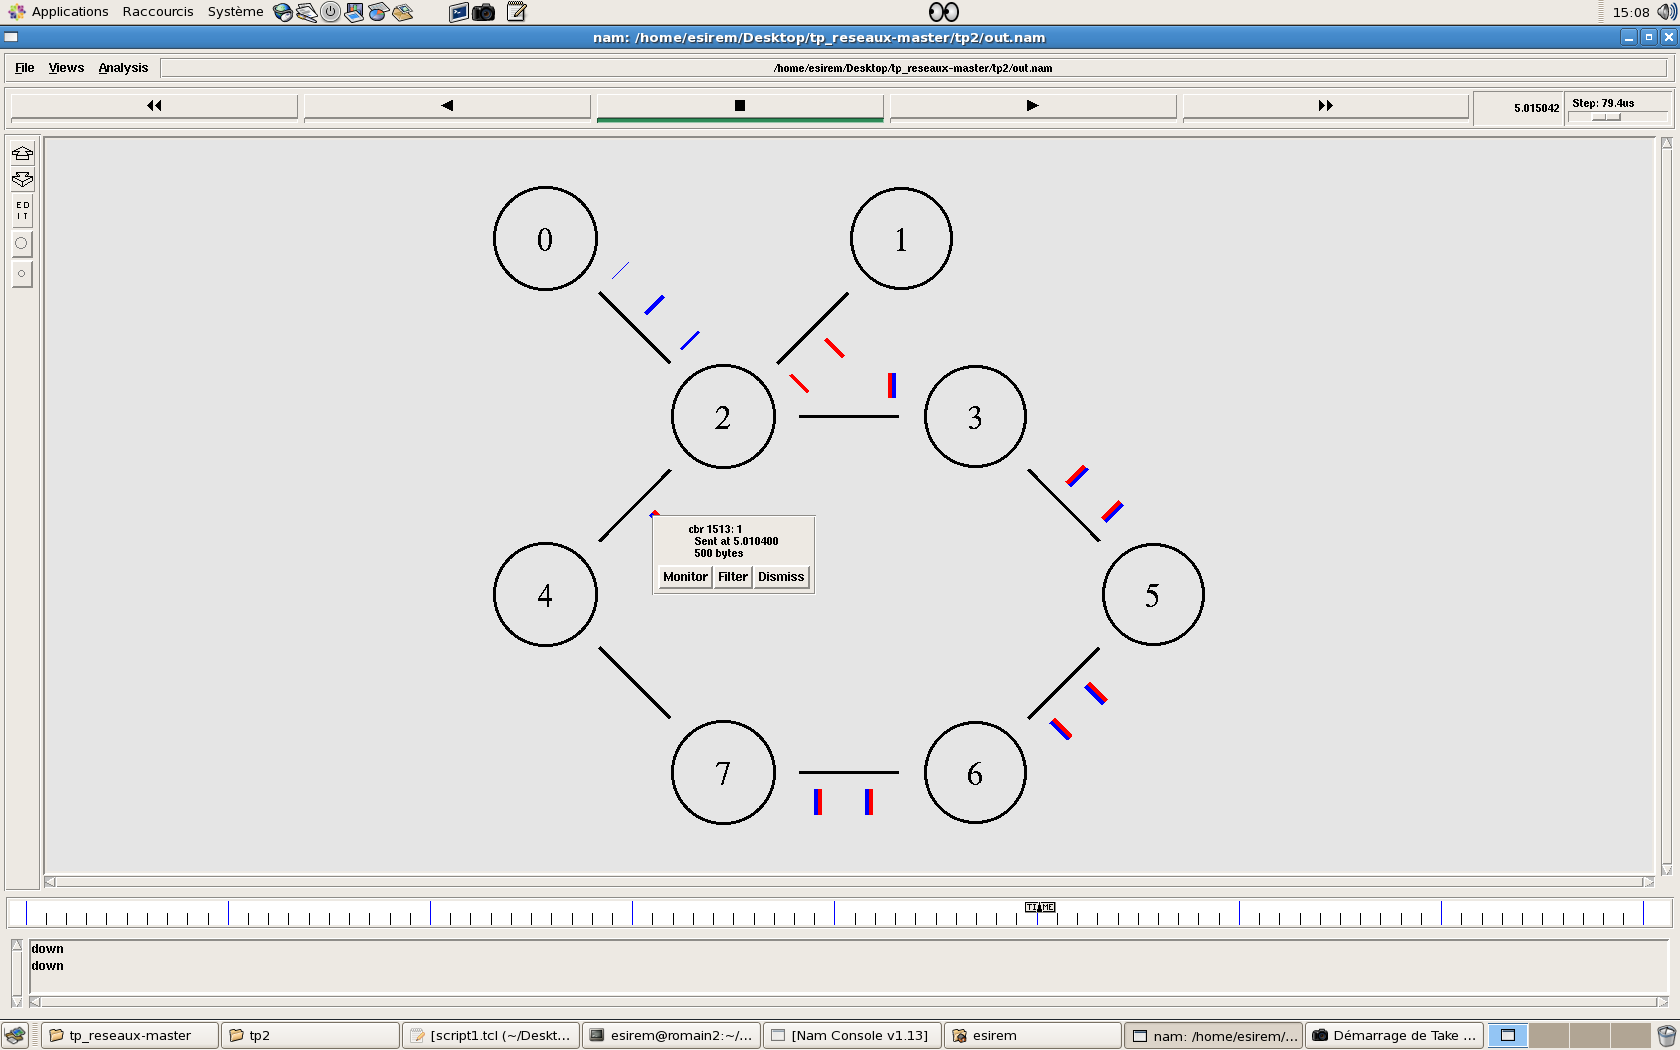 Applications Raccourcis Système 15:08
nam: /home/esirem/Desktop/tp_reseaux-master/tp2/out.nam
File Views Analysis /home/esirem/Desktop/tp_reseaux-master/tp2/out.nam
5.015042 Step: 79.4us
E D
I T
0 1
2 3
cbr 1513: 1
Sent at 5.010400
500 bytes
Monitor Filter Dismiss
4 5
7 6
TIME
down
down
tp_reseaux-master tp2 [script1.tcl (~/Deskt... esirem@romain2:~/... [Nam Console v1.13] esirem nam: /home/esirem/... Démarrage de Take ...